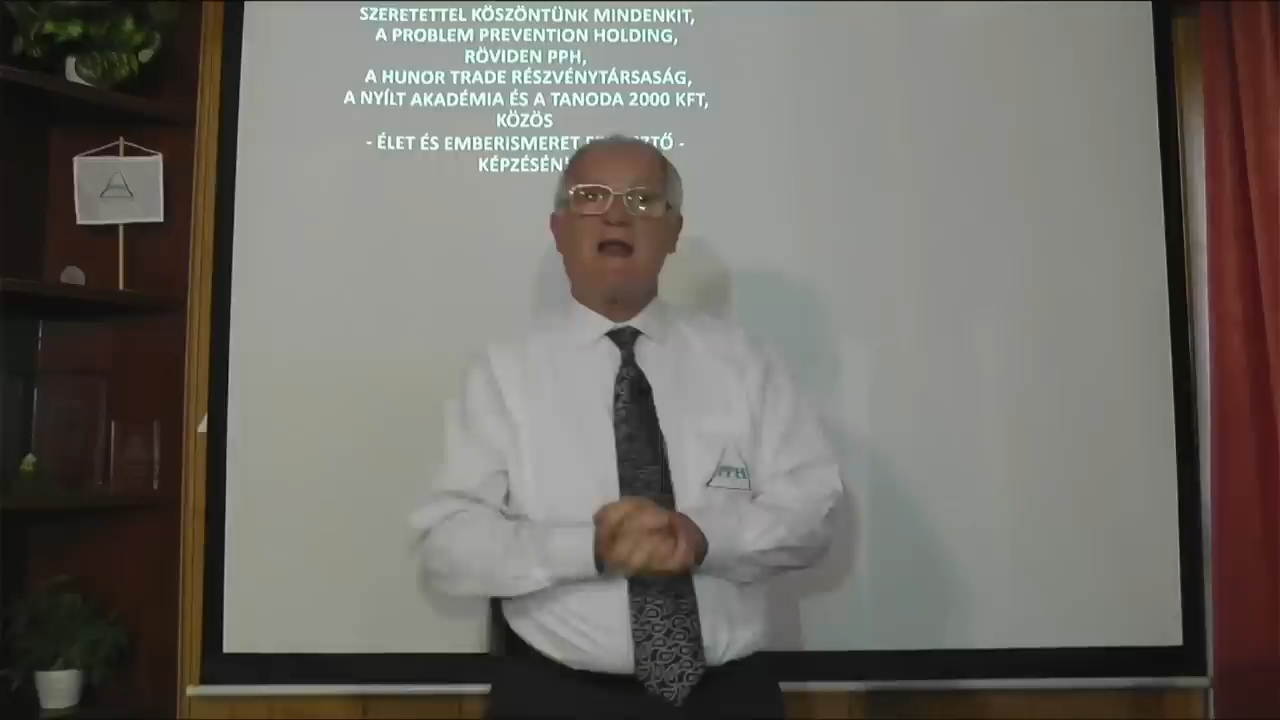 SZERETETTEL KÖSZÖNTÜNK MINDENKIT,
A PROBLEM PREVENTION HOLDING,
RÖVIDEN PPH,
A HUNOR TRADE RÉSZVÉNYTÁRSASÁG,
A NYÍLT AKADÉMIA ÉS A TANODA 2000 KFT,
KÖZÖS
- ÉLET ÉS EMBERISMERET -
PPH